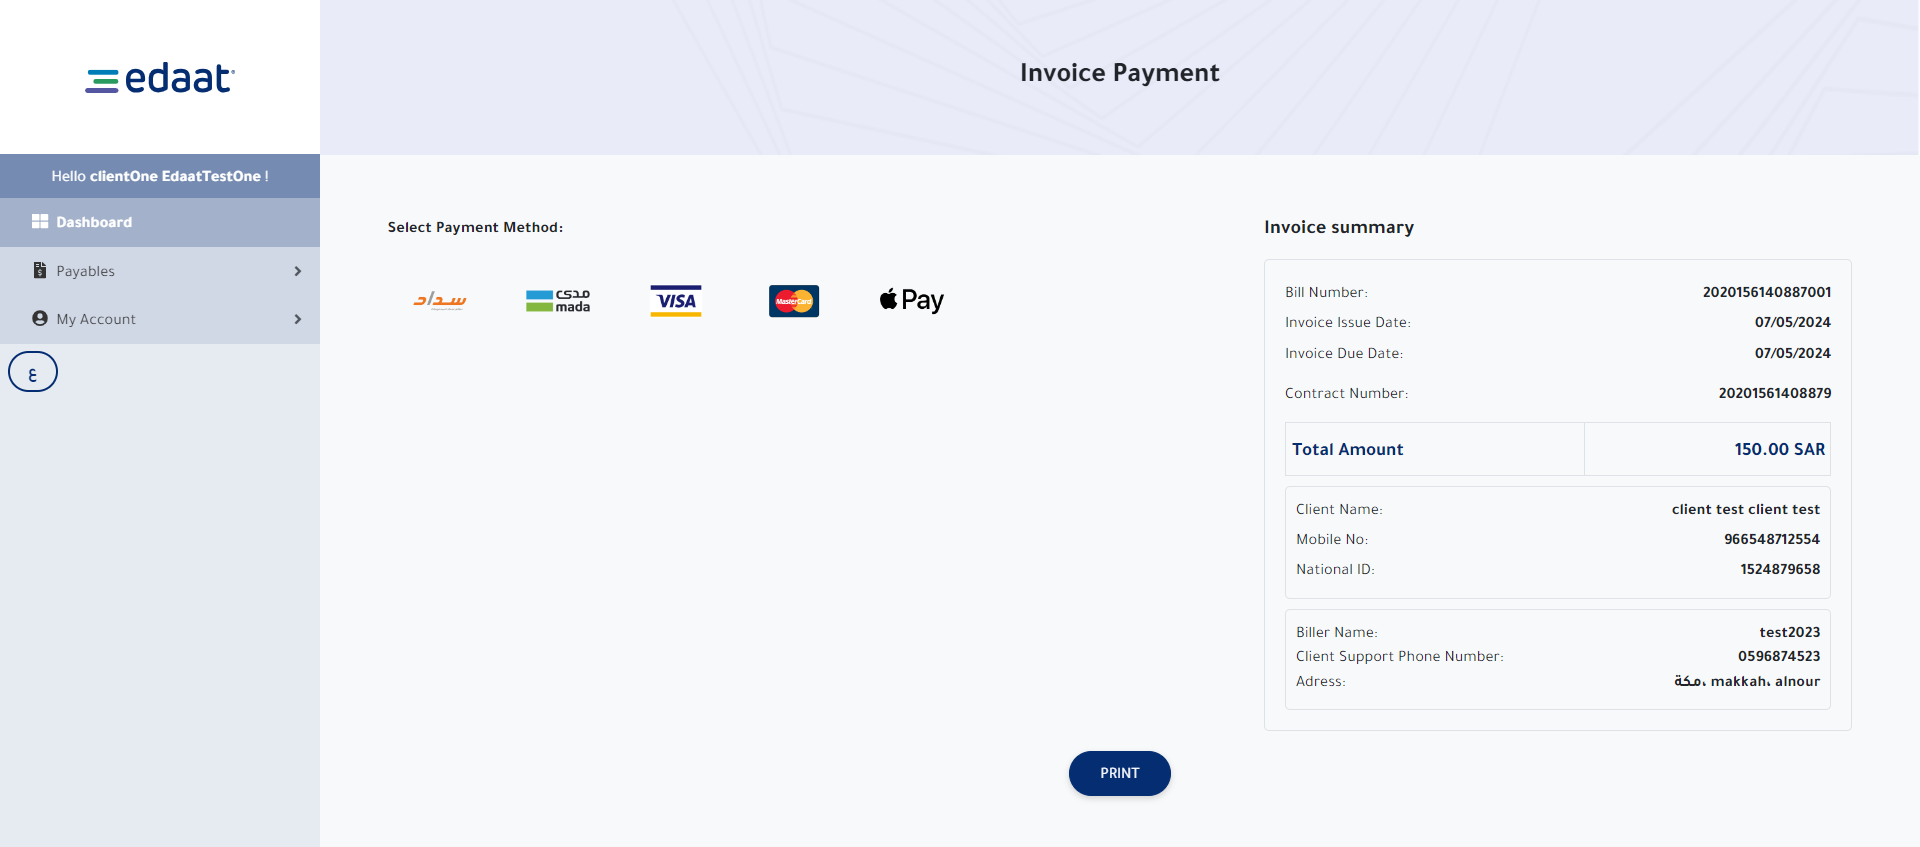 edaat
Invoice Payment
Hello clientOne EdaatTestOne !
Dashboard
Payables
My Account
ع
Select Payment Method:
سداد
مدى
mada
VISA
MasterCard
Pay
Invoice summary
Bill Number: 2020156140887001
Invoice Issue Date: 07/05/2024
Invoice Due Date: 07/05/2024
Contract Number: 20201561408879
Total Amount 150.00 SAR
Client Name: client test client test
Mobile No: 966548712554
National ID: 1524879658
Biller Name: test2023
Client Support Phone Number: 0596874523
Adress: مكة، makkah، alnour
PRINT